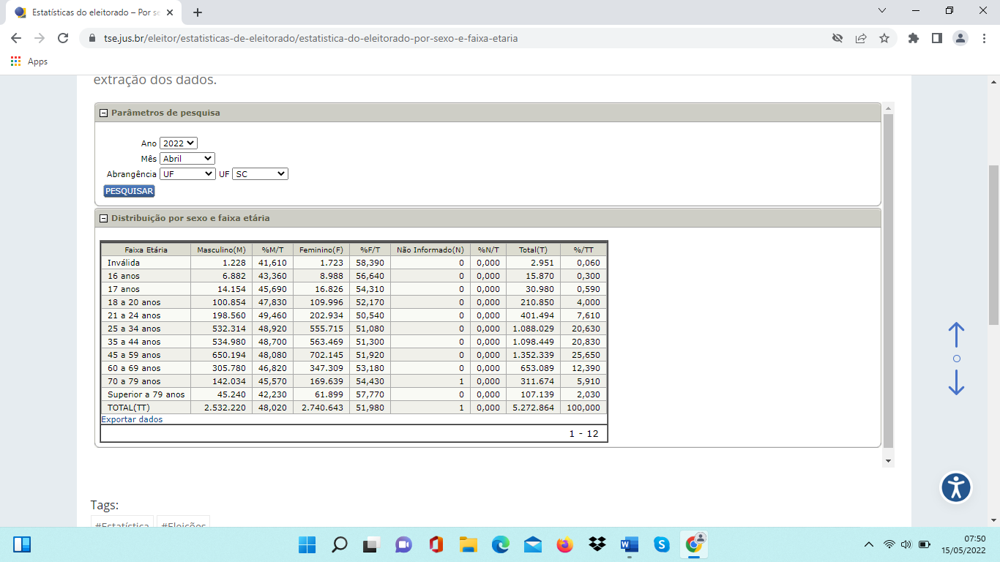 Estatísticas do eleitorado – Por se
tse.jus.br/eleitor/estatisticas-de-eleitorado/estatistica-do-eleitorado-por-sexo-e-faixa-etaria
Apps
extração dos dados.
Parâmetros de pesquisa
Ano 2022
Mês Abril
Abrangência UF UF SC
PESQUISAR
Distribuição por sexo e faixa etária
Faixa Etária Masculino(M) %M/T Feminino(F) %F/T Não Informado(N) %N/T Total(T) %/TT
Inválida 1.228 41,610 1.723 58,390 0 0,000 2.951 0,060
16 anos 6.882 43,360 8.988 56,640 0 0,000 15.870 0,300
17 anos 14.154 45,690 16.826 54,310 0 0,000 30.980 0,590
18 a 20 anos 100.854 47,830 109.996 52,170 0 0,000 210.850 4,000
21 a 24 anos 198.560 49,460 202.934 50,540 0 0,000 401.494 7,610
25 a 34 anos 532.314 48,920 555.715 51,080 0 0,000 1.088.029 20,630
35 a 44 anos 534.980 48,700 563.469 51,300 0 0,000 1.098.449 20,830
45 a 59 anos 650.194 48,080 702.145 51,920 0 0,000 1.352.339 25,650
60 a 69 anos 305.780 46,820 347.309 53,180 0 0,000 653.089 12,390
70 a 79 anos 142.034 45,570 169.639 54,430 1 0,000 311.674 5,910
Superior a 79 anos 45.240 42,230 61.899 57,770 0 0,000 107.139 2,030
TOTAL(TT) 2.532.220 48,020 2.740.643 51,980 1 0,000 5.272.864 100,000
Exportar dados
1 - 12
Tags:
#Estatística #Eleições
07:50
15/05/2022